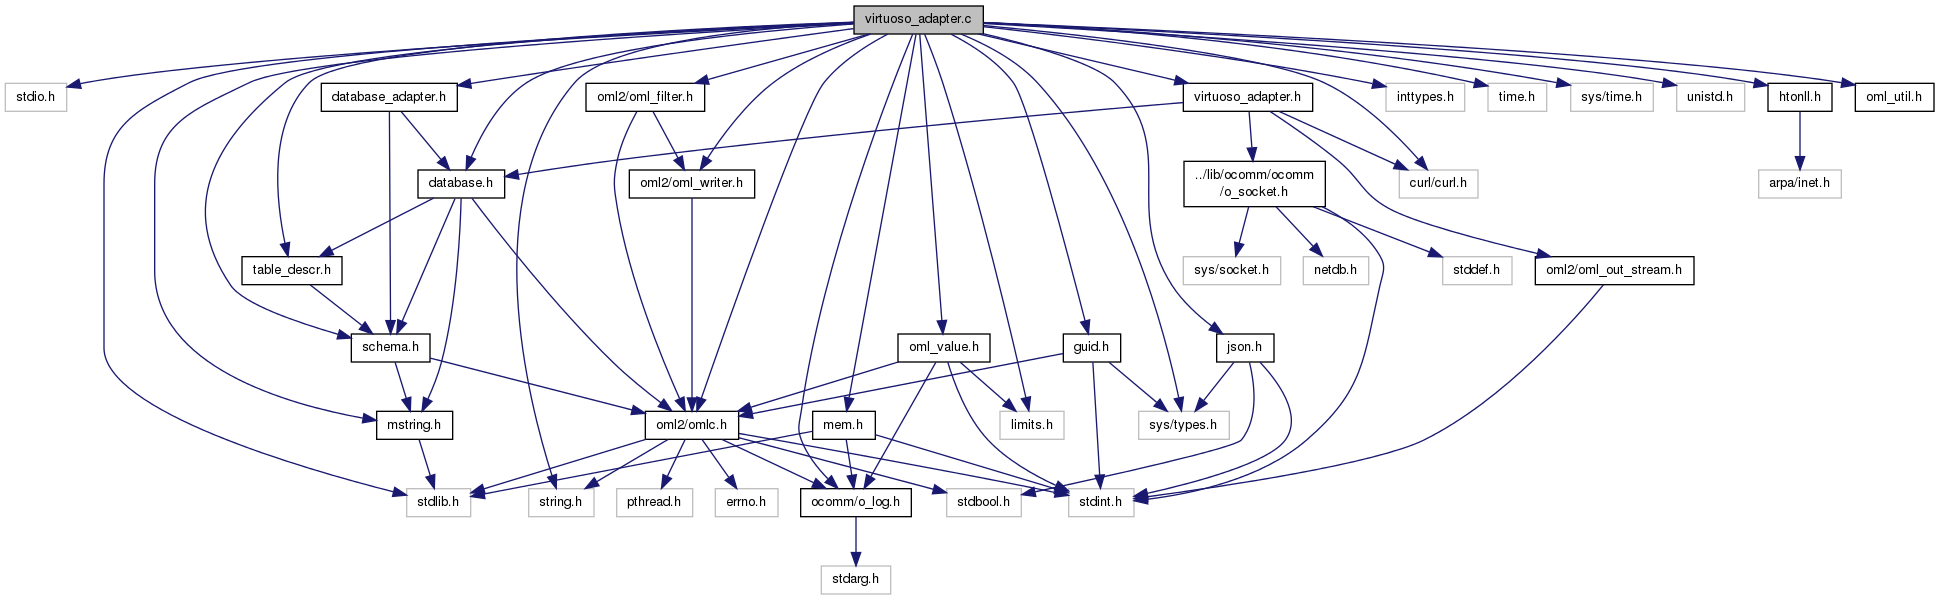 virtuoso_adapter.c
stdio.h
database_adapter.h
oml2/oml_filter.h
virtuoso_adapter.h
inttypes.h
time.h
sys/time.h
unistd.h
htonll.h
oml_util.h
database.h
oml2/oml_writer.h
../lib/ocomm/ocomm
/o_socket.h
curl/curl.h
arpa/inet.h
table_descr.h
sys/socket.h
netdb.h
stddef.h
oml2/oml_out_stream.h
schema.h
oml_value.h
guid.h
json.h
mstring.h
oml2/omlc.h
mem.h
limits.h
sys/types.h
stdlib.h
string.h
pthread.h
errno.h
ocomm/o_log.h
stdbool.h
stdint.h
stdarg.h